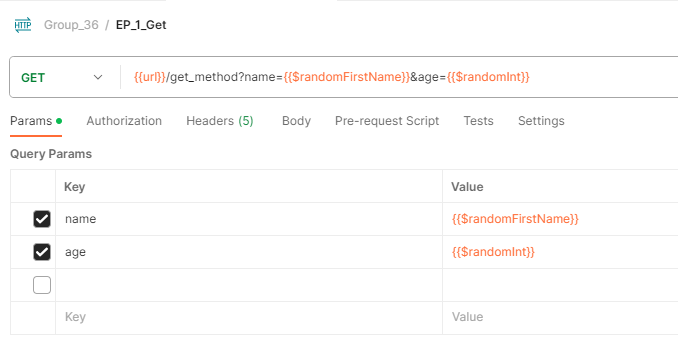 HTTP Group_36 / EP_1_Get
GET {{url}}/get_method?name={{$randomFirstName}}&age={{$randomInt}}
Params Authorization Headers (5) Body Pre-request Script Tests Settings
Query Params
Key Value
name {{$randomFirstName}}
age {{$randomInt}}
Key Value